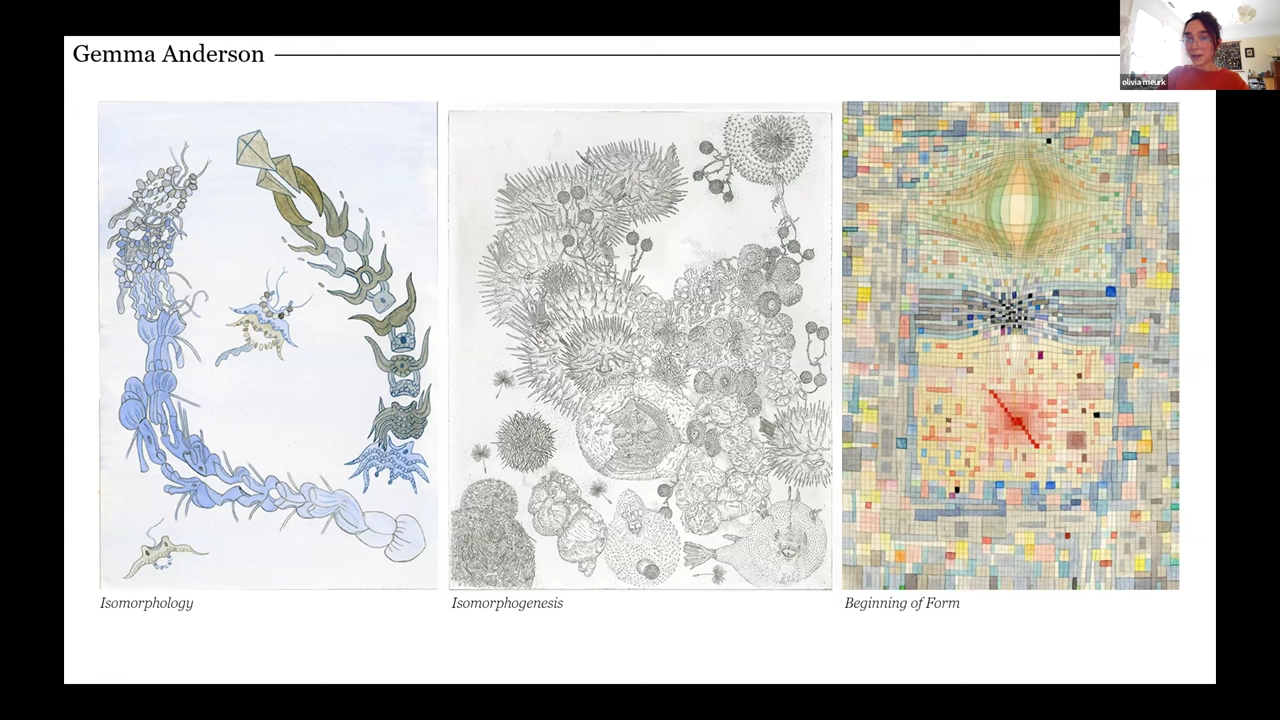 Gemma Anderson
olivia meurk
Isomorphology
Isomorphogenesis
Beginning of Form